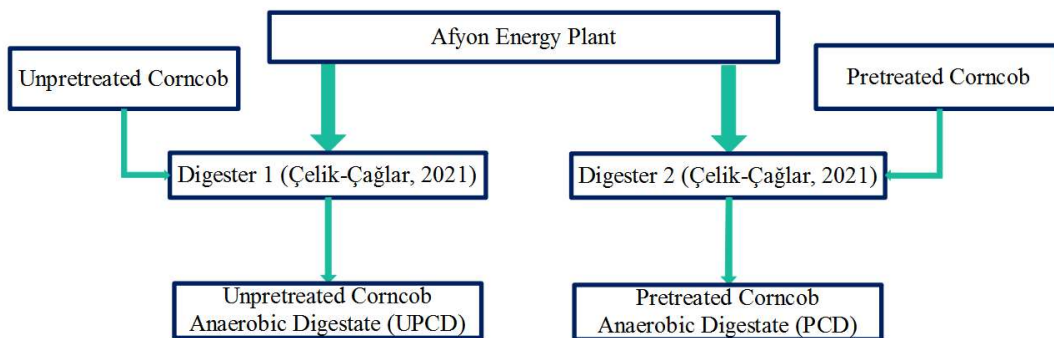 Afyon Energy Plant
Unpretreated Corncob
Pretreated Corncob
Digester 1 (Çelik-Çağlar, 2021)
Digester 2 (Çelik-Çağlar, 2021)
Unpretreated Corncob
Anaerobic Digestate (UPCD)
Pretreated Corncob
Anaerobic Digestate (PCD)